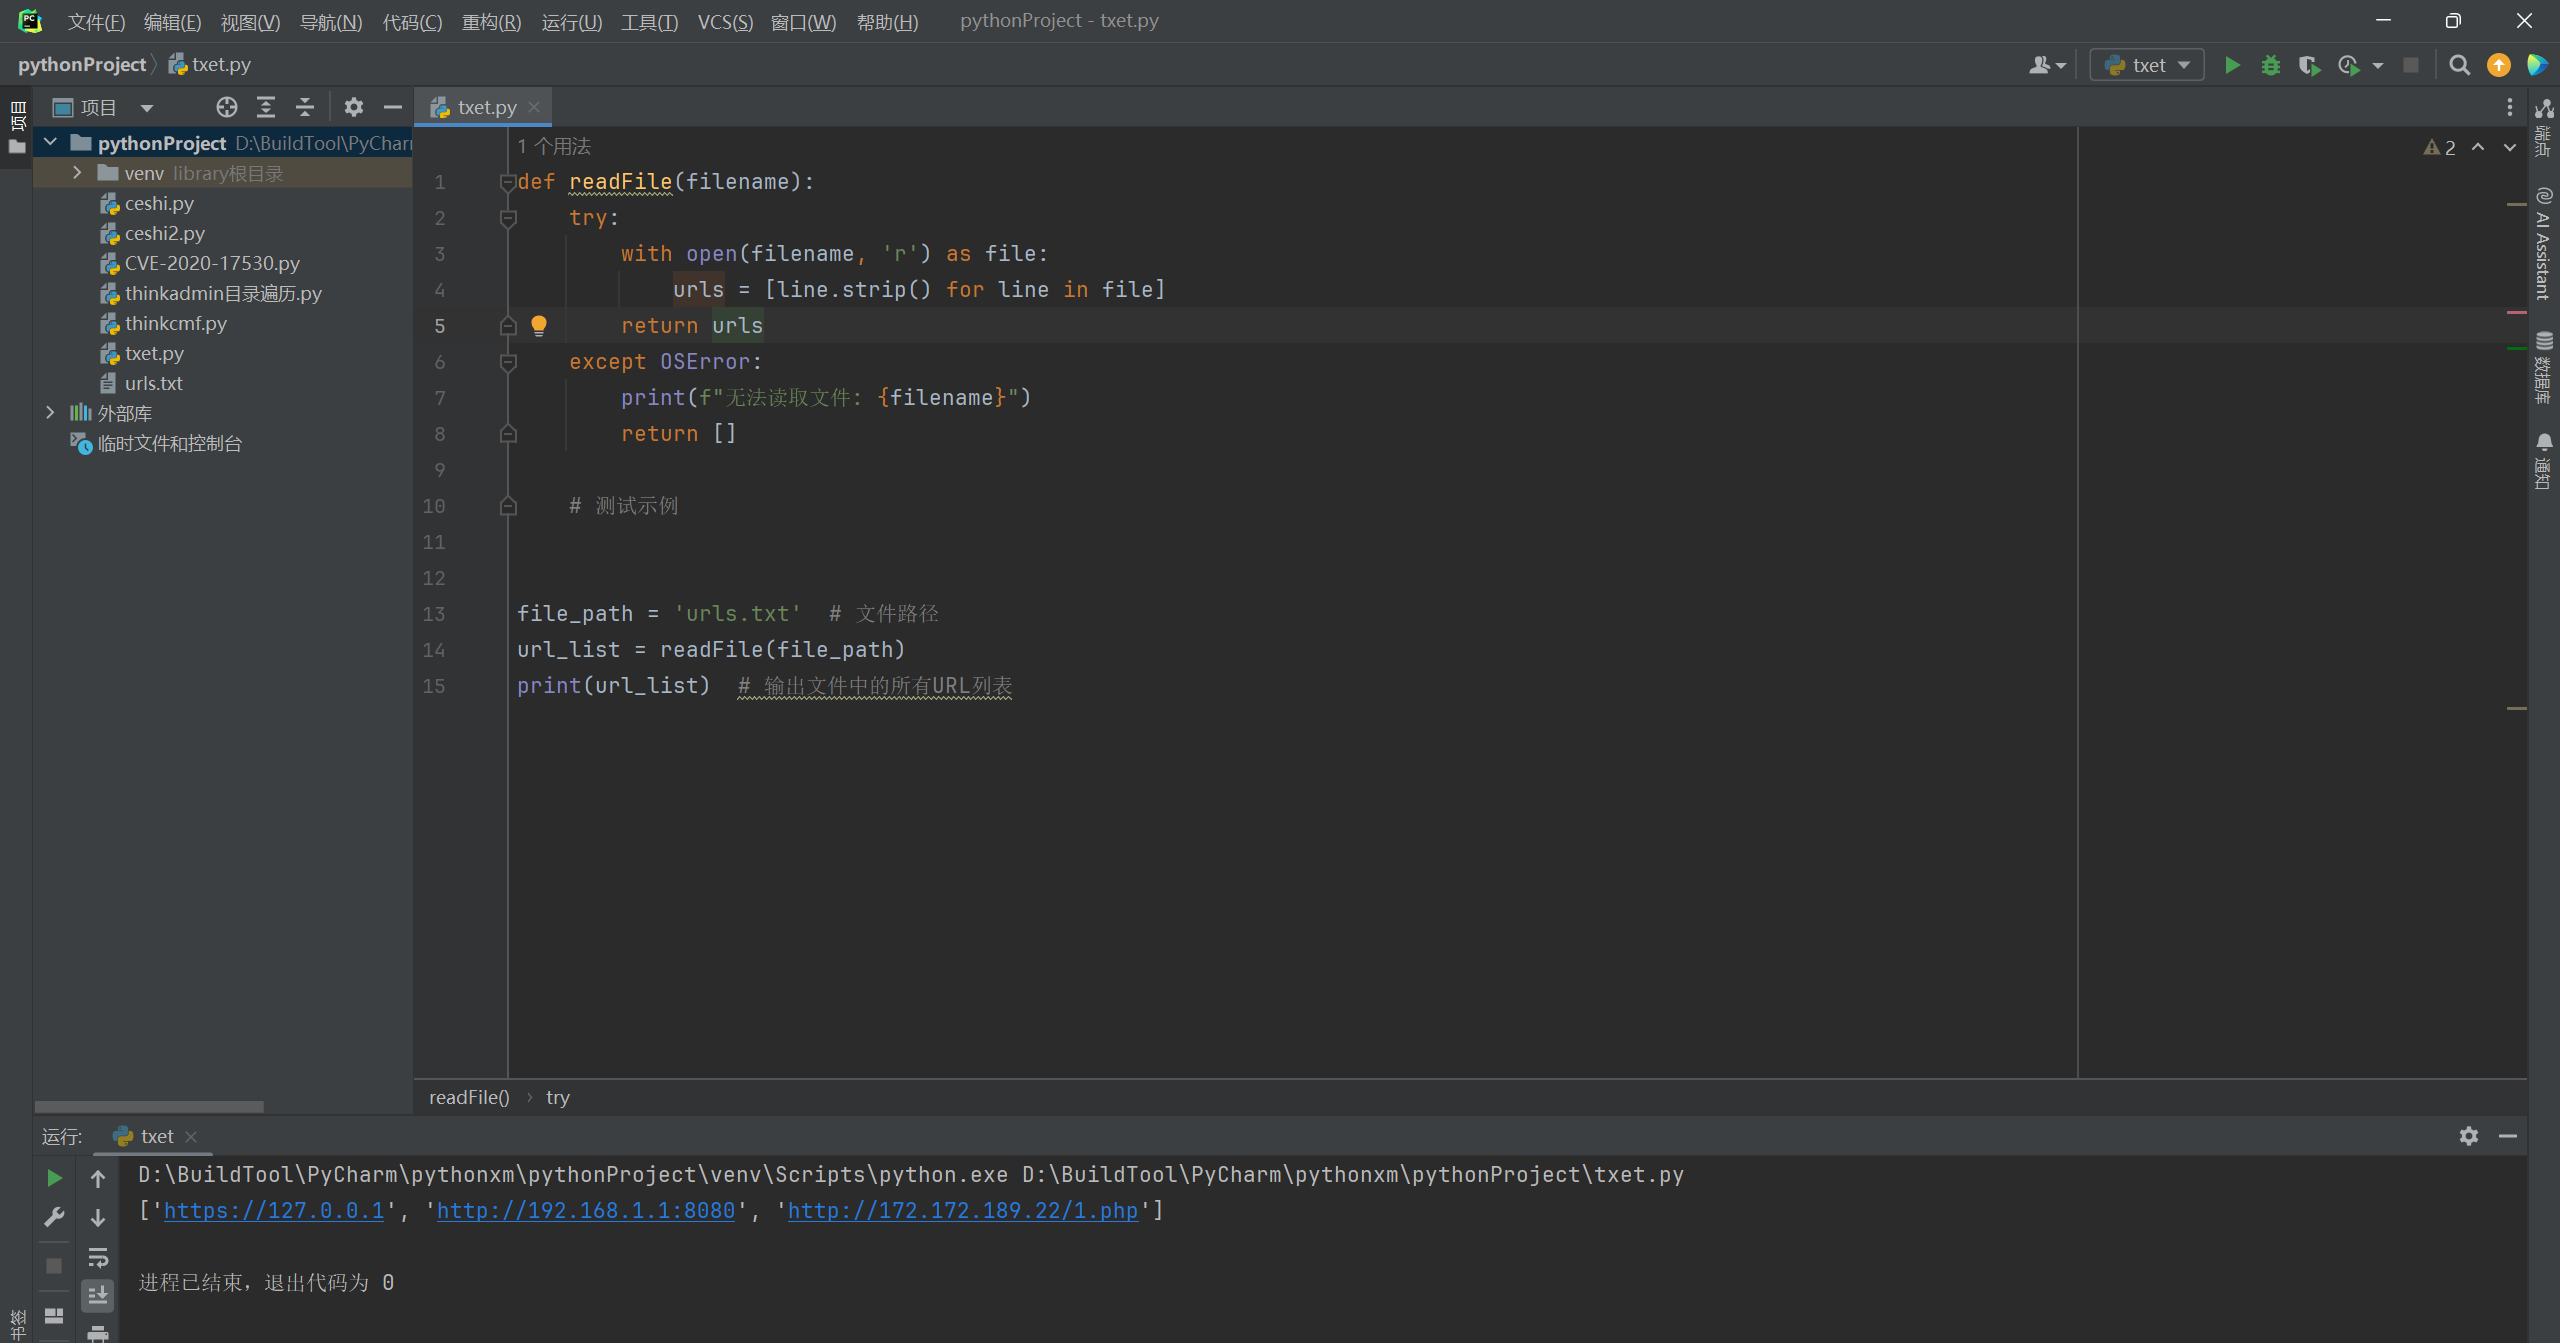 文件(F) 编辑(E) 视图(V) 导航(N) 代码(C) 重构(R) 运行(U) 工具(T) VCS(S) 窗口(W) 帮助(H) pythonProject - txet.py
pythonProject txet.py
txet
项目
项目
txet.py
pythonProject D:\BuildTool\PyChar
venv library根目录
ceshi.py
ceshi2.py
CVE-2020-17530.py
thinkadmin目录遍历.py
thinkcmf.py
txet.py
urls.txt
外部库
临时文件和控制台
1 个用法
2
1 def readFile(filename):
2 try:
3 with open(filename, 'r') as file:
4 urls = [line.strip() for line in file]
5 return urls
6 except OSError:
7 print(f"无法读取文件: {filename}")
8 return []
9
10 # 测试示例
11
12
13 file_path = 'urls.txt' # 文件路径
14 url_list = readFile(file_path)
15 print(url_list) # 输出文件中的所有URL列表
端点
AI Assistant
数据库
通知
readFile() › try
运行: txet
D:\BuildTool\PyCharm\pythonxm\pythonProject\venv\Scripts\python.exe D:\BuildTool\PyCharm\pythonxm\pythonProject\txet.py
['https://127.0.0.1', 'http://192.168.1.1:8080', 'http://172.172.189.22/1.php']
进程已结束，退出代码为 0
书签